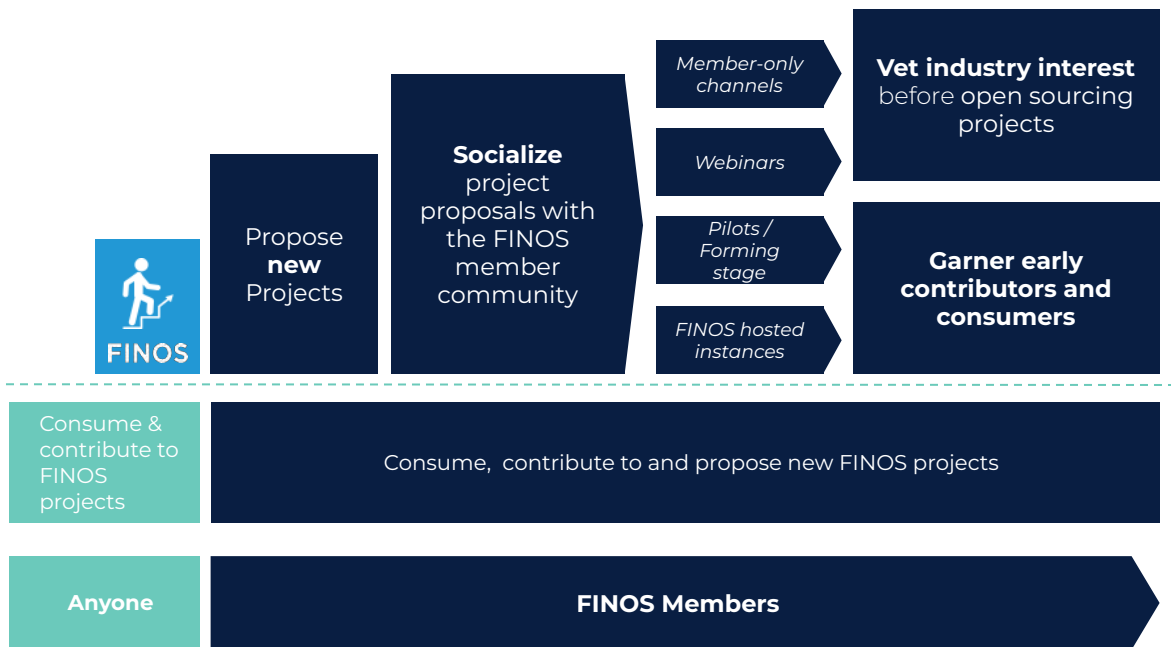 FINOS
Propose
new
Projects
Socialize
project
proposals with
the FINOS
member
community
Member-only
channels
Webinars
Pilots /
Forming
stage
FINOS hosted
instances
Vet industry interest
before open sourcing
projects
Garner early
contributors and
consumers
Consume &
contribute to
FINOS
projects
Consume, contribute to and propose new FINOS projects
Anyone
FINOS Members